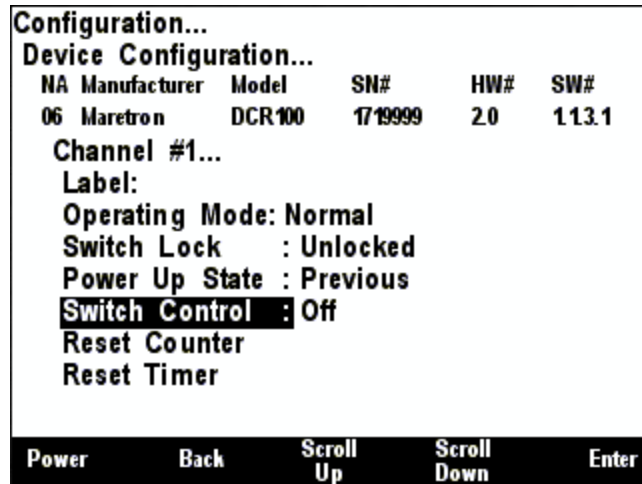 Configuration...
Device Configuration...
NA Manufacturer Model SN# HW# SW#
06 Maretron DCR100 1719999 2.0 1.1.3.1
Channel #1...
Label:
Operating Mode: Normal
Switch Lock : Unlocked
Power Up State : Previous
Switch Control : Off
Reset Counter
Reset Timer
Power Back Scroll Up Scroll Down Enter